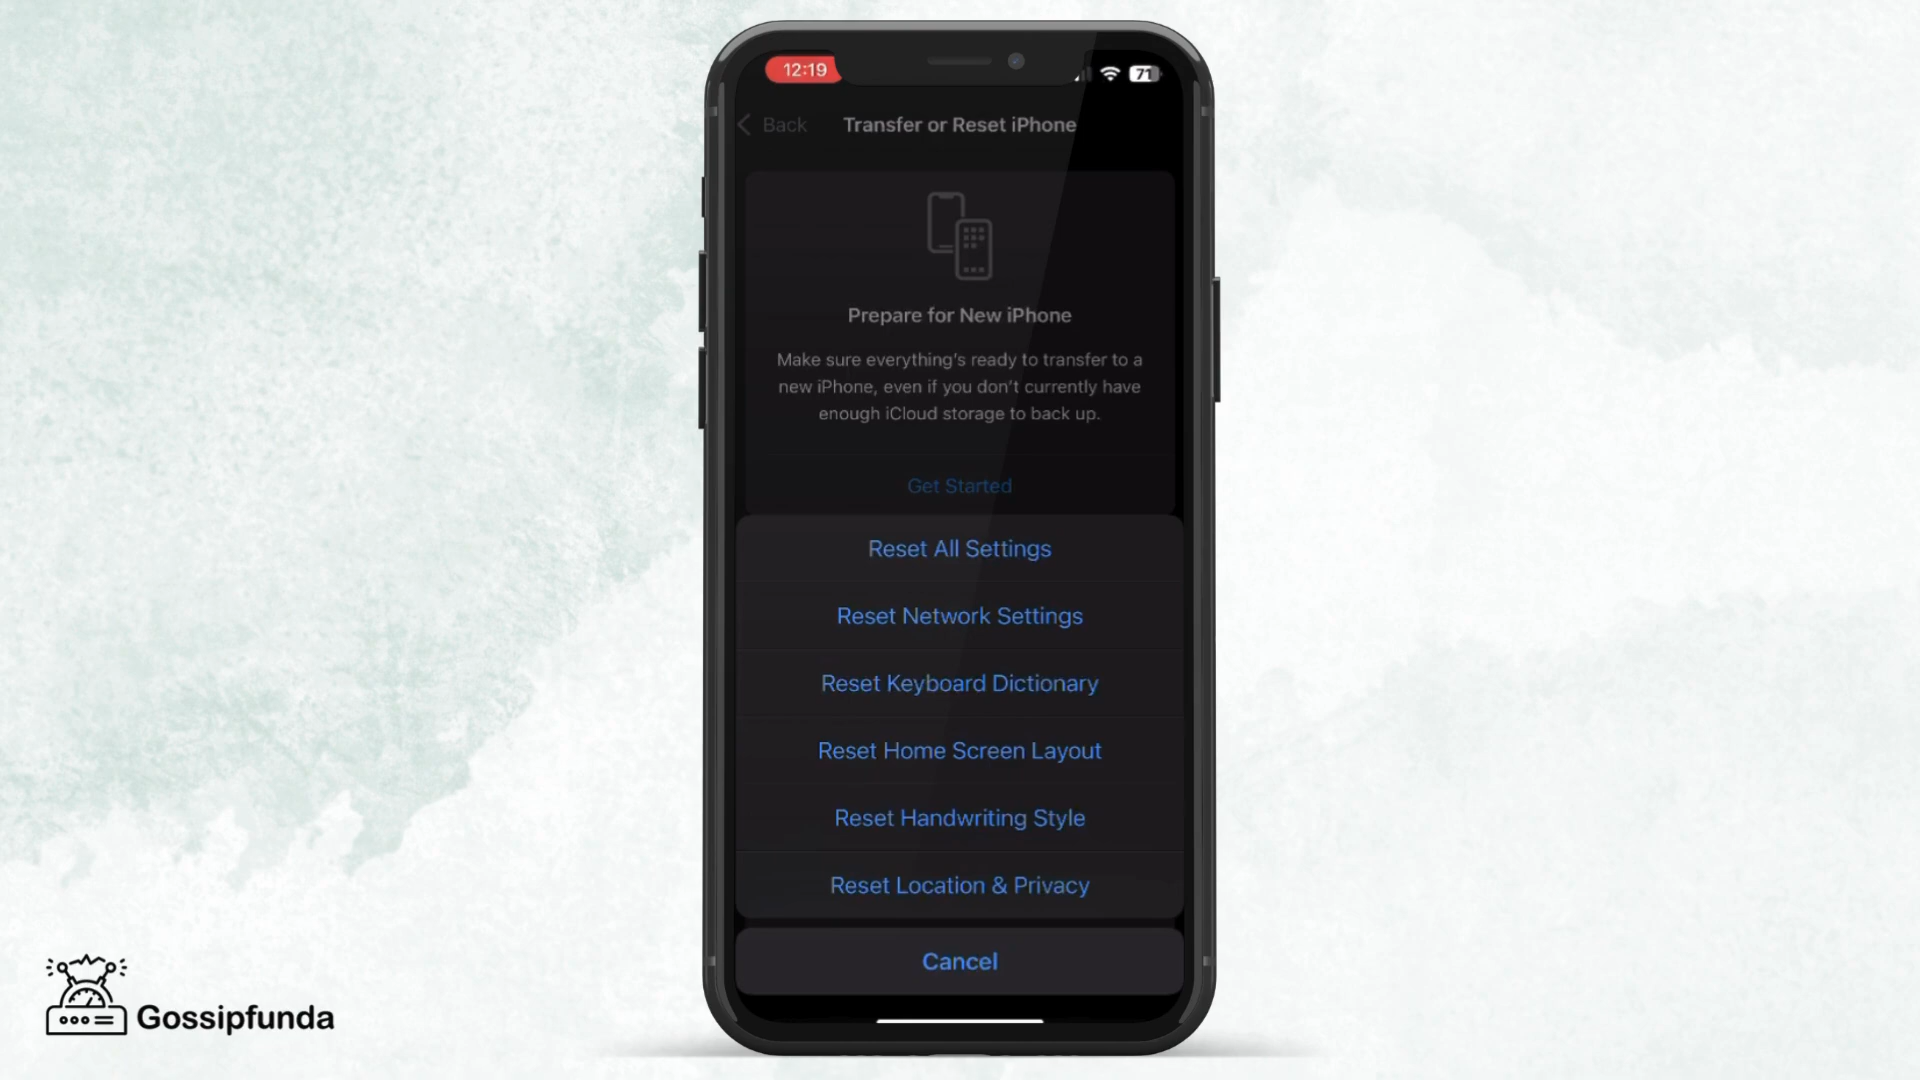 12:19
71
Back
Transfer or Reset iPhone
Prepare for New iPhone
Make sure everything's ready to transfer to a
new iPhone, even if you don't currently have
enough iCloud storage to back up.
Get Started
Reset All Settings
Reset Network Settings
Reset Keyboard Dictionary
Reset Home Screen Layout
Reset Handwriting Style
Reset Location & Privacy
Cancel
Gossipfunda